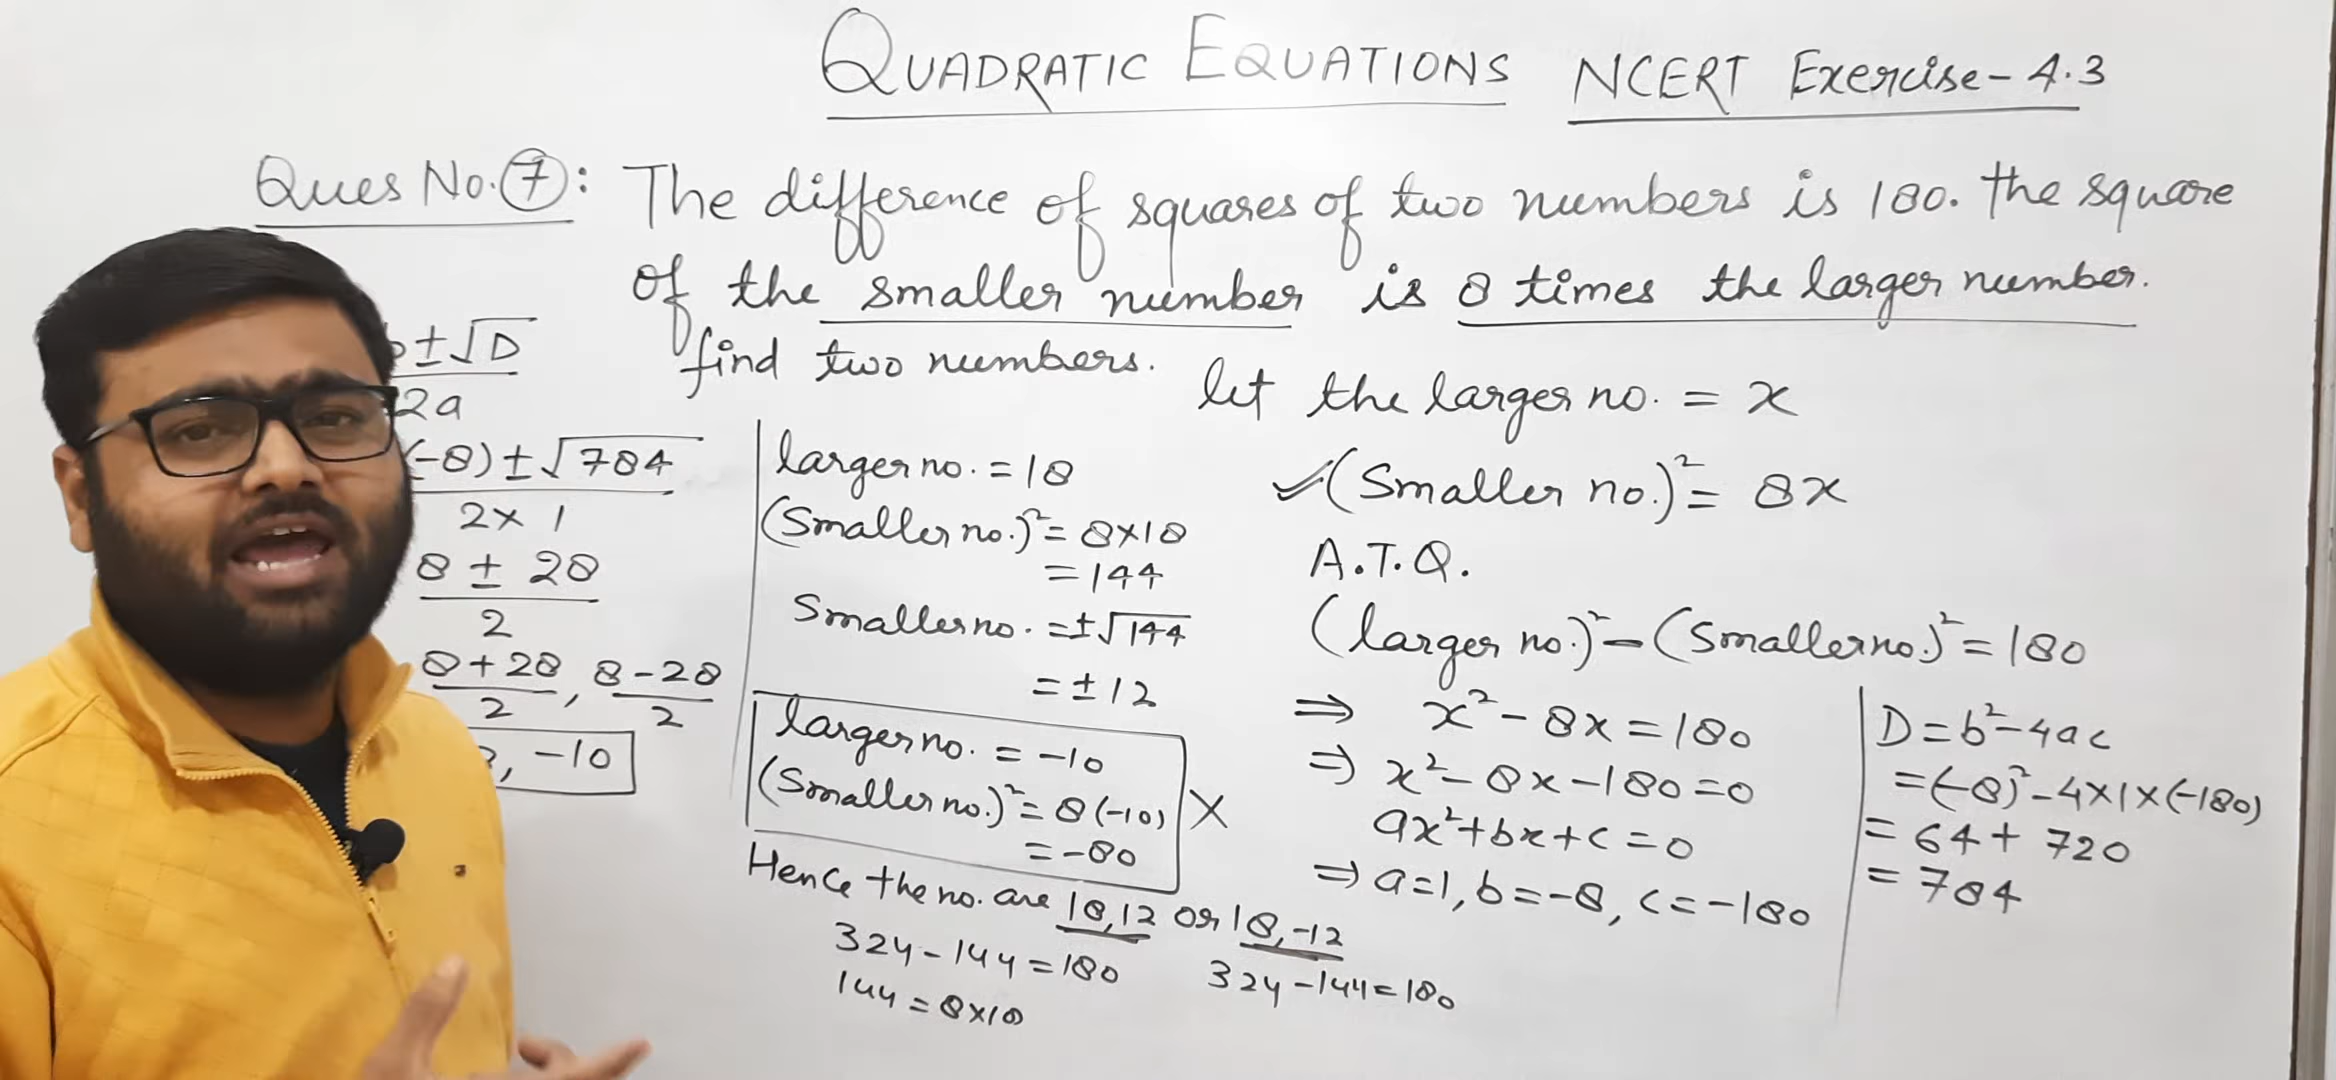 QUADRATIC EQUATIONS NCERT Exercise - 4.3
Ques No. 7 : The difference of squares of two numbers is 180. the square
of the smaller number is 8 times the larger number.
find two numbers.
± √D
2a
(-8) ± √784
2 × 1
8 ± 28
2
8+28 , 8-28
2 2
, -10
larger no. = 18
(Smaller no.)² = 8×18
= 144
Smaller no. = ±√144
= ± 12
larger no. = -10
(Smaller no.)² = 8(-10)
= -80
X
Hence the no. are 18,12 or 18,-12
324 - 144 = 180 324 - 144 = 180
144 = 8×18
let the larger no. = x
✓(Smaller no.)² = 8x
A.T.Q.
(larger no.)² - (Smaller no.)² = 180
⇒ x² - 8x = 180
⇒ x² - 8x - 180 = 0
ax² + bx + c = 0
⇒ a=1, b=-8, c=-180
D = b² - 4ac
= (-8)² - 4×1×(-180)
= 64 + 720
= 784